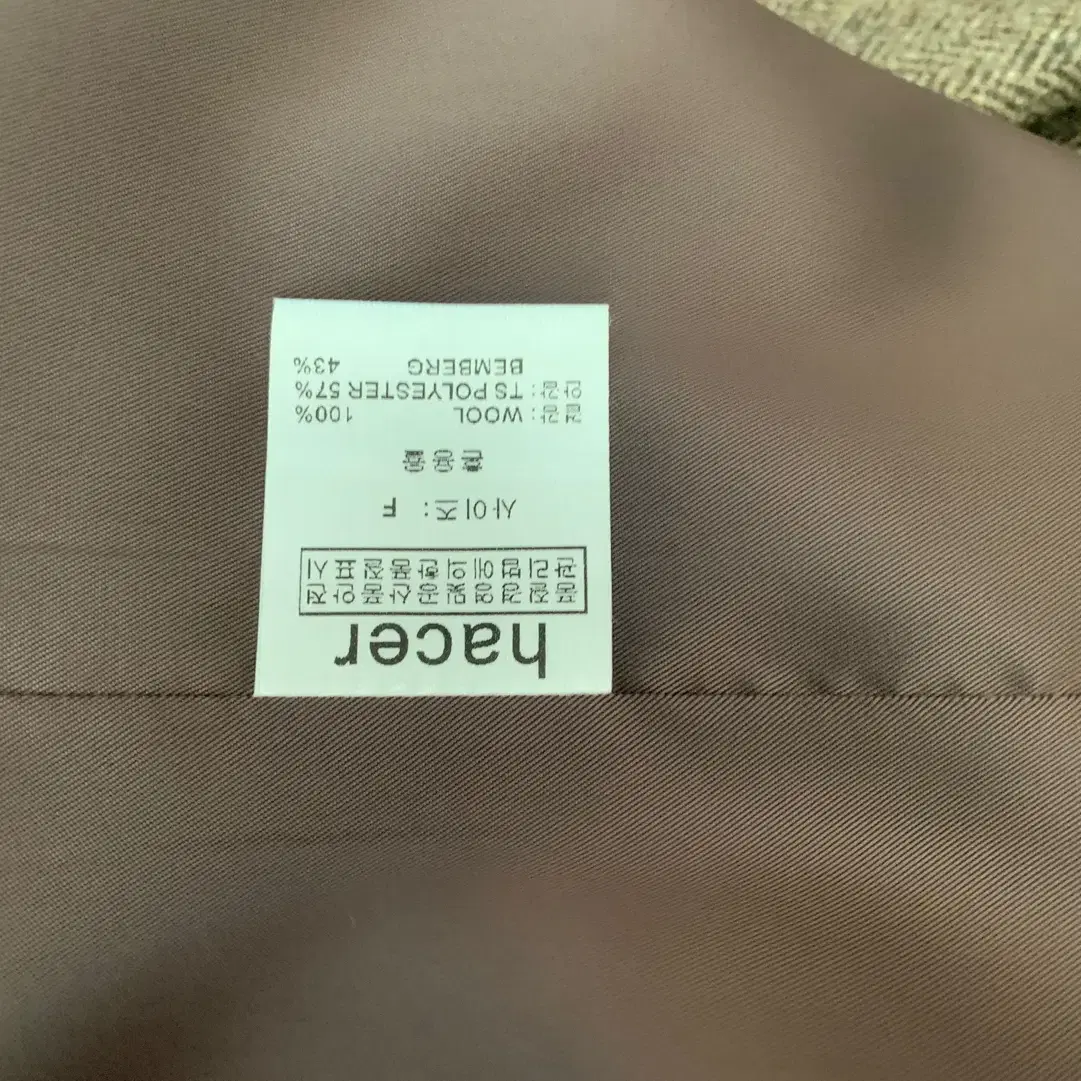 hacer
품질경영및공산품안전
관리법에의한품질표시
사이즈: F
혼용율
겉감: WOOL 100%
안감: TS POLYESTER 57%
BEMBERG 43%